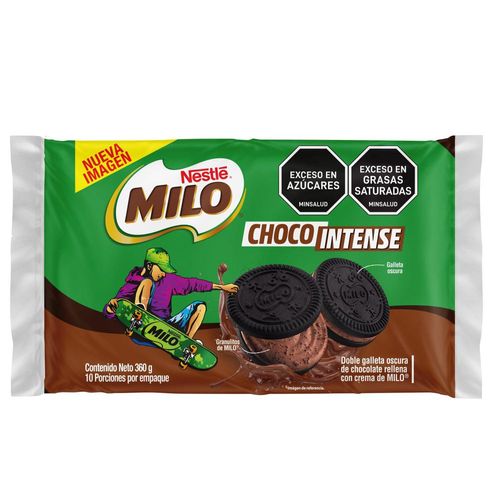 NUEVA
IMAGEN
Nestlé
MILO
EXCESO EN
AZÚCARES
MINSALUD
EXCESO EN
GRASAS
SATURADAS
MINSALUD
CHOCO INTENSE
Galleta
oscura
MILO
MILO
MILO
Granulitos
de MILO®
Contenido Neto 360 g
10 Porciones por empaque
Doble galleta oscura
de chocolate rellena
con crema de MILO®
*Imagen de referencia.